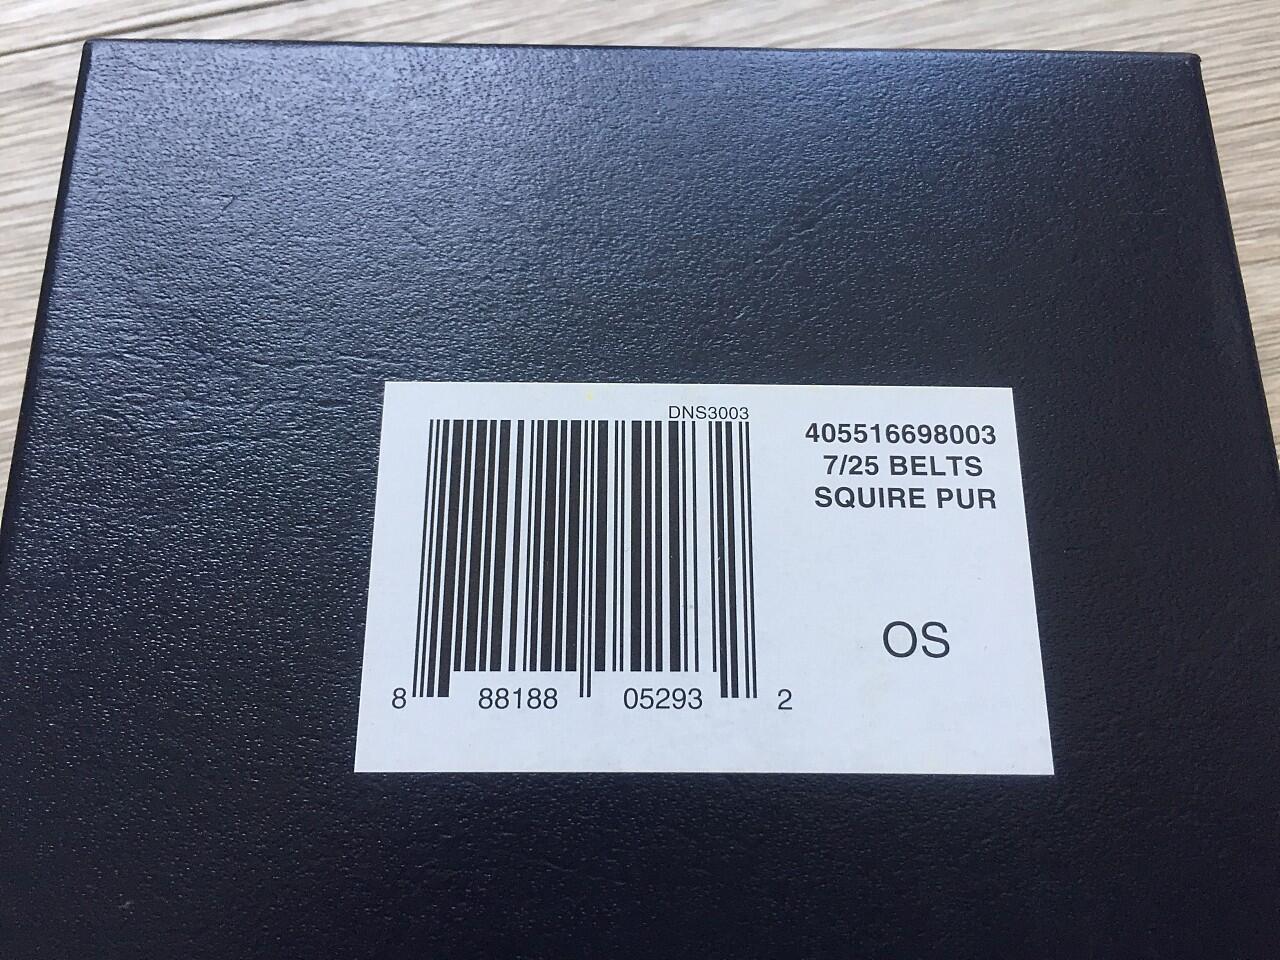 DNS3003
405516698003
7/25 BELTS
SQUIRE PUR
OS
8 88188 05293 2